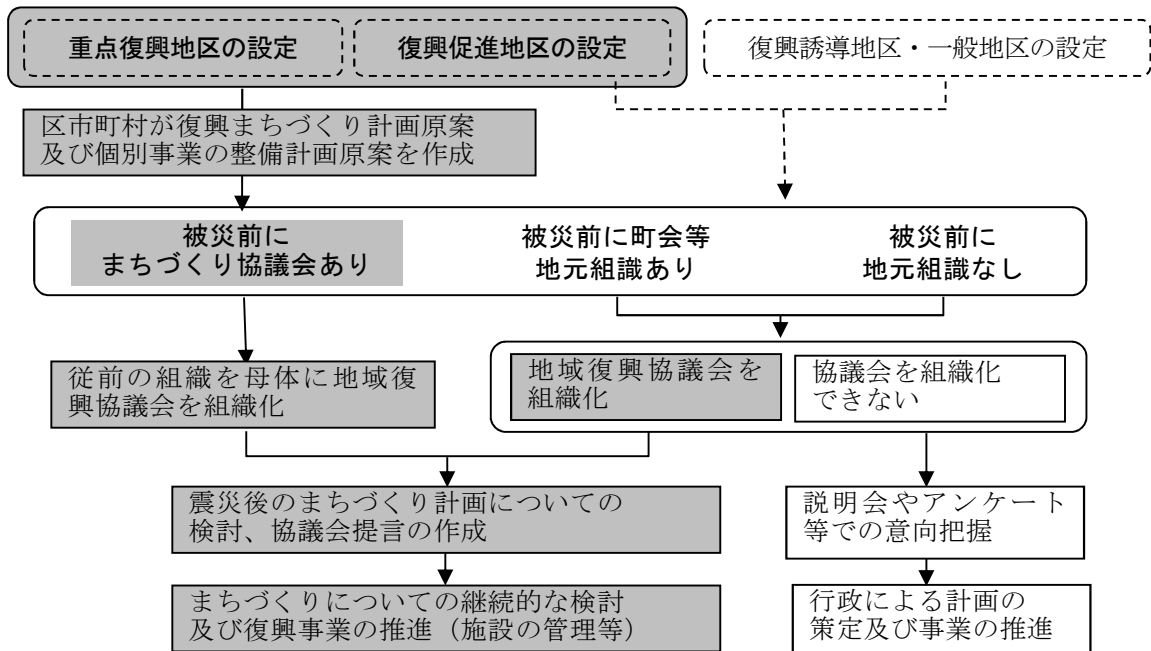 重点復興地区の設定
復興促進地区の設定
復興誘導地区・一般地区の設定
区市町村が復興まちづくり計画原案
及び個別事業の整備計画原案を作成
被災前に
まちづくり協議会あり
被災前に町会等
地元組織あり
被災前に
地元組織なし
従前の組織を母体に地域復
興協議会を組織化
地域復興協議会を
組織化
協議会を組織化
できない
震災後のまちづくり計画についての
検討、協議会提言の作成
説明会やアンケート
等での意向把握
まちづくりについての継続的な検討
及び復興事業の推進（施設の管理等）
行政による計画の
策定及び事業の推進